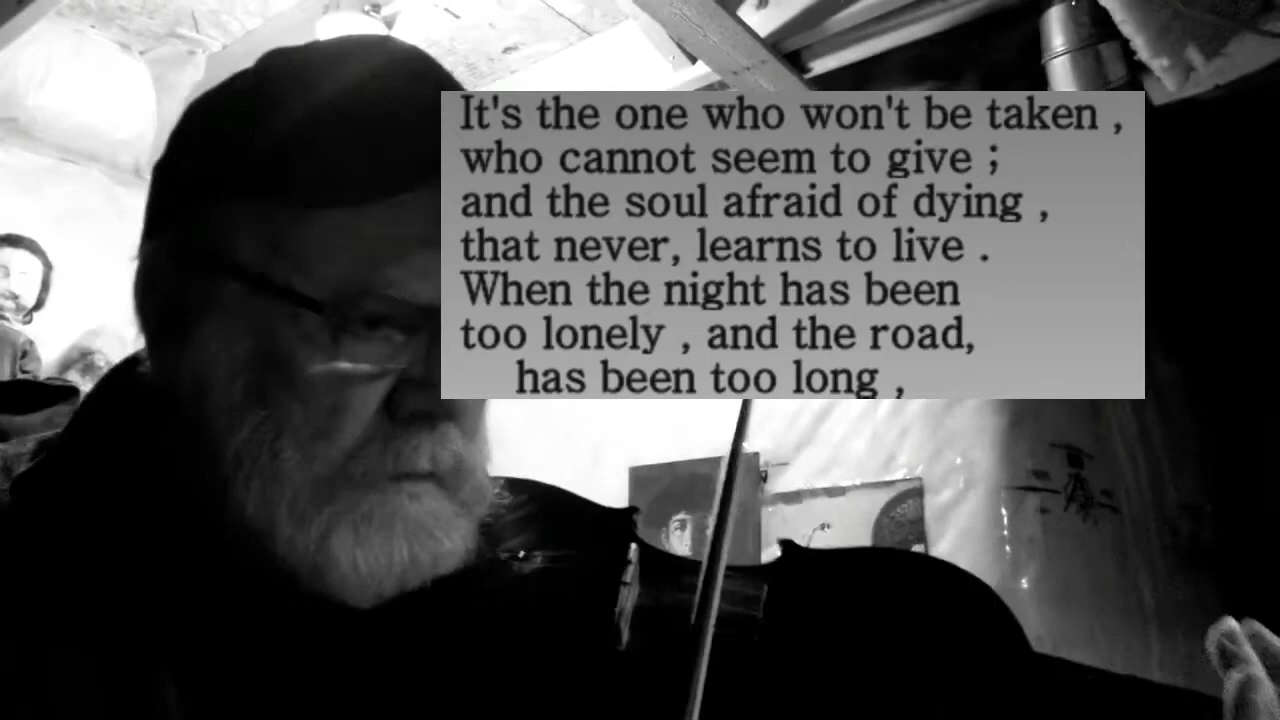 It's the one who won't be taken ,
who cannot seem to give ;
and the soul afraid of dying ,
that never, learns to live .
When the night has been
too lonely , and the road,
has been too long ,